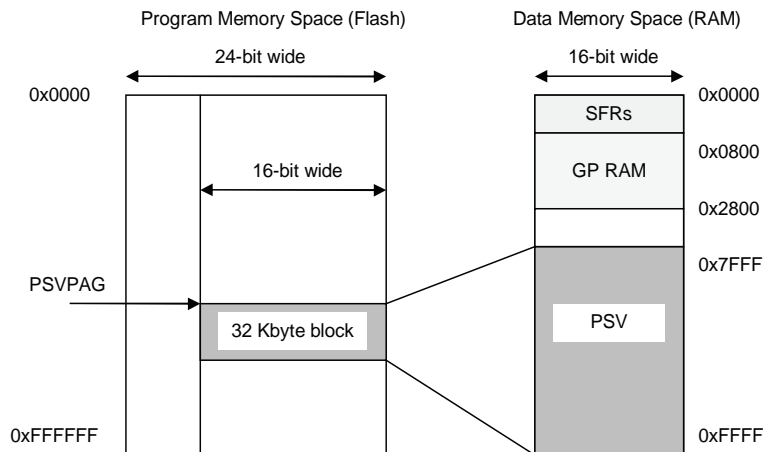 Program Memory Space (Flash)
Data Memory Space (RAM)
24-bit wide
16-bit wide
0x0000
0x0000
SFRs
0x0800
16-bit wide
GP RAM
0x2800
0x7FFF
PSVPAG
32 Kbyte block
PSV
0xFFFFFF
0xFFFF